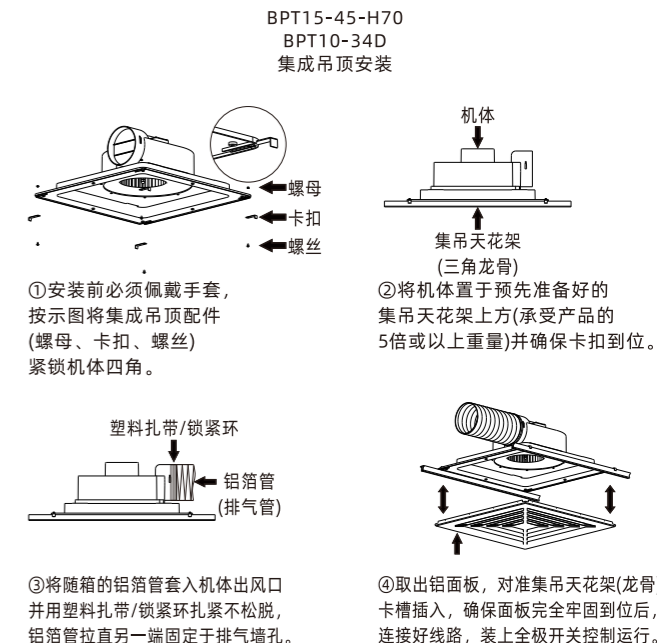 BPT15-45-H70
BPT10-34D
集成吊顶安装
螺母
卡扣
螺丝
①安装前必须佩戴手套，
按示图将集成吊顶配件
(螺母、卡扣、螺丝)
紧锁机体四角。
机体
集吊天花架
(三角龙骨)
②将机体置于预先准备好的
集吊天花架上方(承受产品的
5倍或以上重量)并确保卡扣到位。
塑料扎带/锁紧环
铝箔管
(排气管)
③将随箱的铝箔管套入机体出风口
并用塑料扎带/锁紧环扎紧不松脱，
铝箔管拉直另一端固定于排气墙孔。
④取出铝面板，对准集吊天花架(龙骨)
卡槽插入，确保面板完全牢固到位后，
连接好线路，装上全极开关控制运行。